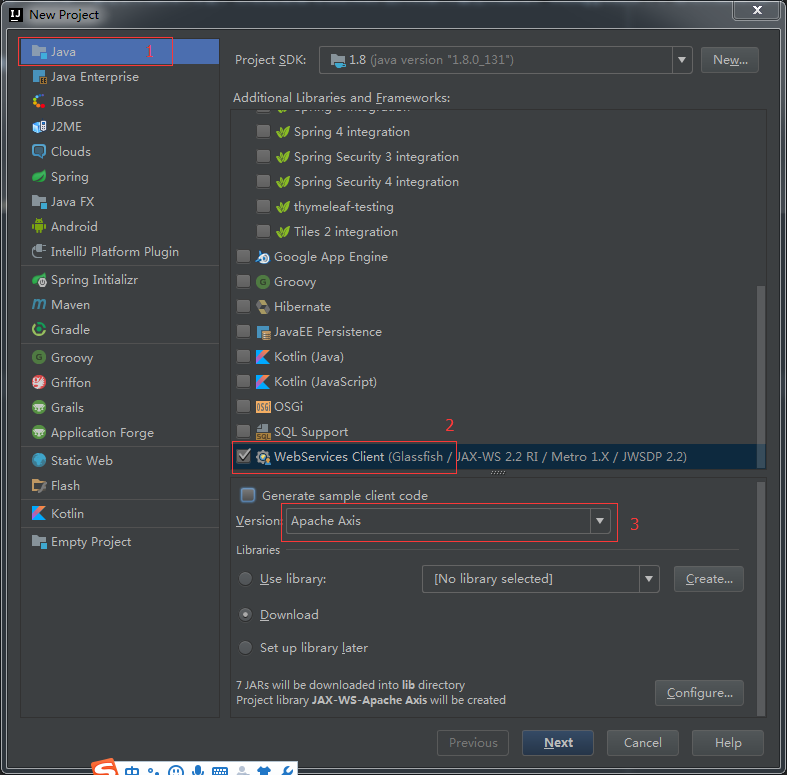 New Project
Java 1
Java Enterprise
JBoss
J2ME
Clouds
Spring
Java FX
Android
IntelliJ Platform Plugin
Spring Initializr
Maven
Gradle
Groovy
Griffon
Grails
Application Forge
Static Web
Flash
Kotlin
Empty Project
Project SDK: 1.8 (java version "1.8.0_131") New...
Additional Libraries and Frameworks:
Spring 3 integration
Spring 4 integration
Spring Security 3 integration
Spring Security 4 integration
thymeleaf-testing
Tiles 2 integration
Google App Engine
Groovy
Hibernate
JavaEE Persistence
Kotlin (Java)
Kotlin (JavaScript)
OSGi
SQL Support
2
WebServices Client (Glassfish / JAX-WS 2.2 RI / Metro 1.X / JWSDP 2.2)
Generate sample client code
Version: Apache Axis 3
Libraries
Use library: [No library selected] Create...
Download
Set up library later
7 JARs will be downloaded into lib directory
Project library JAX-WS-Apache Axis will be created
Configure...
Previous Next Cancel Help
中